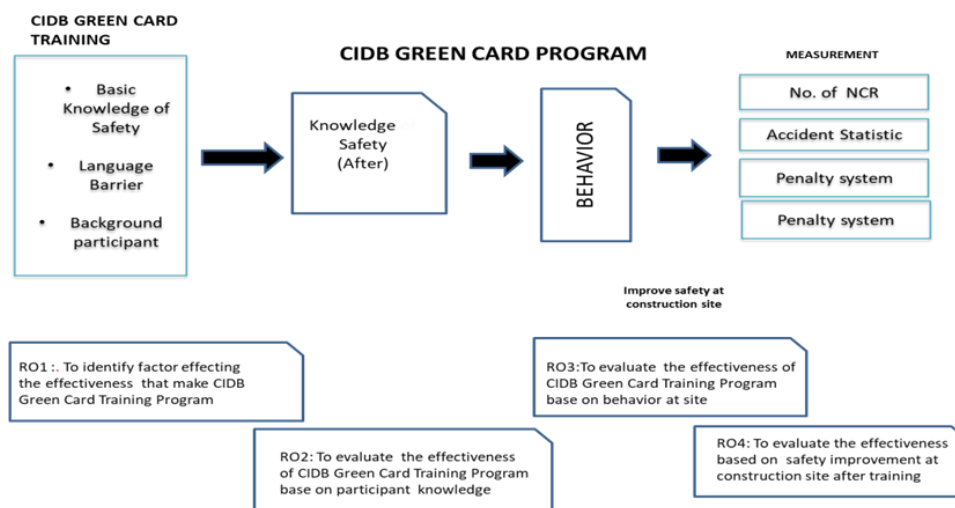 CIDB GREEN CARD
TRAINING
CIDB GREEN CARD PROGRAM
MEASUREMENT
• Basic
Knowledge of
Safety
• Language
Barrier
• Background
participant
Knowledge of
Safety
(After)
BEHAVIOR
No. of NCR
Accident Statistic
Penalty system
Penalty system
Improve safety at
construction site
RO1 :. To identify factor effecting
the effectiveness that make CIDB
Green Card Training Program
RO2: To evaluate the effectiveness
of CIDB Green Card Training Program
base on participant knowledge
RO3:To evaluate the effectiveness of
CIDB Green Card Training Program
base on behavior at site
RO4: To evaluate the effectiveness
based on safety improvement at
construction site after training